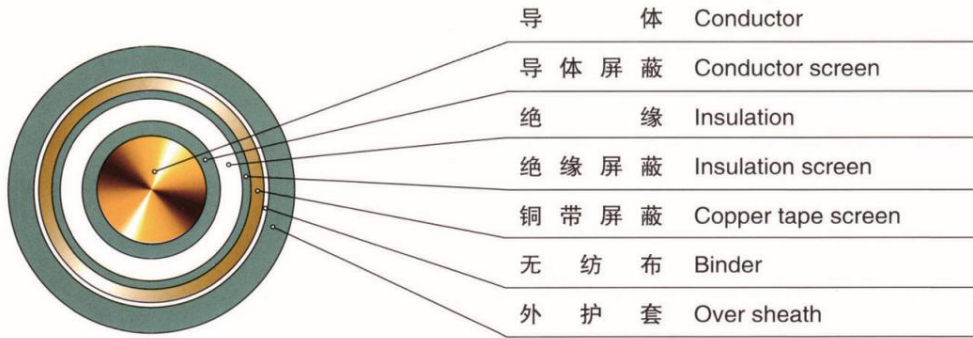 导体 Conductor
导体屏蔽 Conductor screen
绝缘 Insulation
绝缘屏蔽 Insulation screen
铜带屏蔽 Copper tape screen
无纺布 Binder
外护套 Over sheath